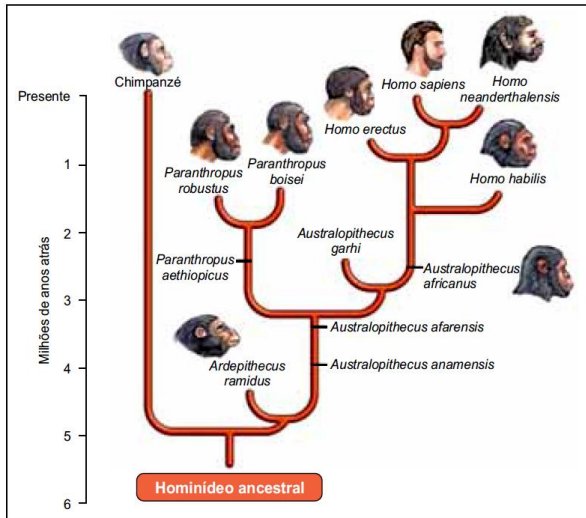 Chimpanzé
Homo sapiens
Homo
neanderthalensis
Presente
Homo erectus
Paranthropus
robustus
Paranthropus
boisei
1
Homo habilis
2
Australopithecus
garhi
Paranthropus
aethiopicus
Australopithecus
africanus
3
Milhões de anos atrás
Australopithecus afarensis
Ardepithecus
ramidus
Australopithecus anamensis
4
5
Hominídeo ancestral
6